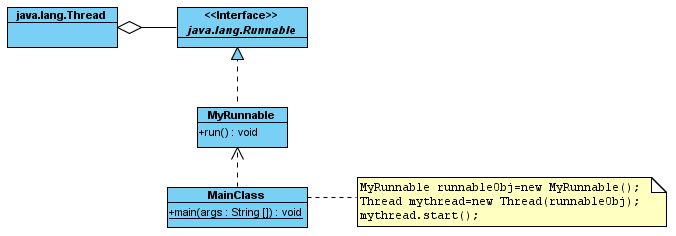 java.lang.Thread
<<Interface>>
java.lang.Runnable
MyRunnable
+run() : void
MainClass
+main(args : String []) : void
MyRunnable runnableObj=new MyRunnable();
Thread mythread=new Thread(runnableObj);
mythread.start();